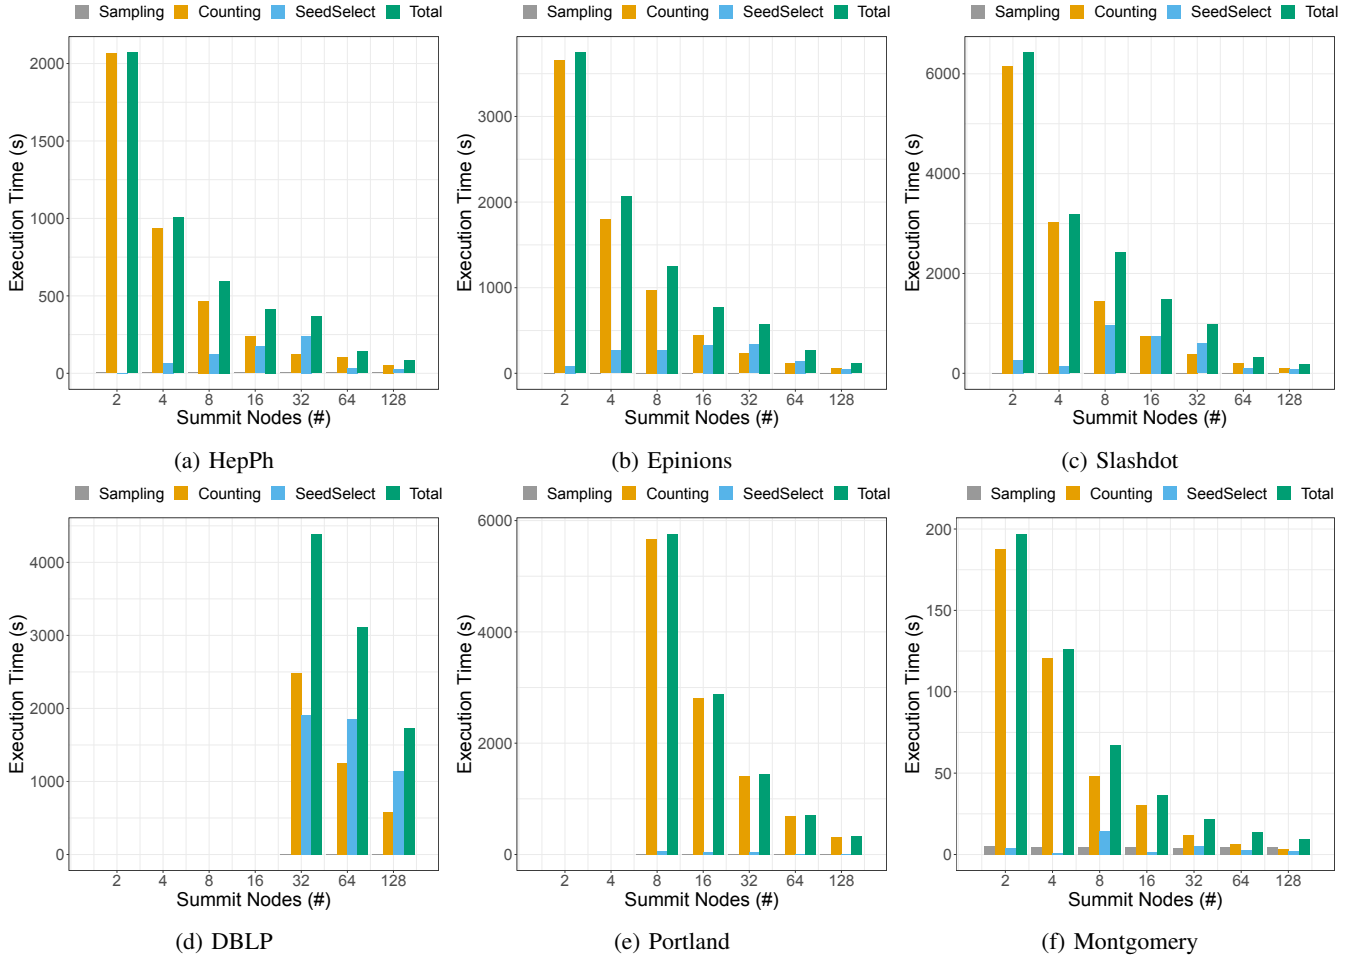 Sampling Counting SeedSelect Total
Sampling Counting SeedSelect Total
Sampling Counting SeedSelect Total
Execution Time (s)
2000
1500
1000
500
0
2 4 8 16 32 64 128
Summit Nodes (#)
(a) HepPh
Execution Time (s)
3000
2000
1000
0
2 4 8 16 32 64 128
Summit Nodes (#)
(b) Epinions
Execution Time (s)
6000
4000
2000
0
2 4 8 16 32 64 128
Summit Nodes (#)
(c) Slashdot
Sampling Counting SeedSelect Total
Sampling Counting SeedSelect Total
Sampling Counting SeedSelect Total
Execution Time (s)
4000
3000
2000
1000
0
2 4 8 16 32 64 128
Summit Nodes (#)
(d) DBLP
Execution Time (s)
6000
4000
2000
0
2 4 8 16 32 64 128
Summit Nodes (#)
(e) Portland
Execution Time (s)
200
150
100
50
0
2 4 8 16 32 64 128
Summit Nodes (#)
(f) Montgomery